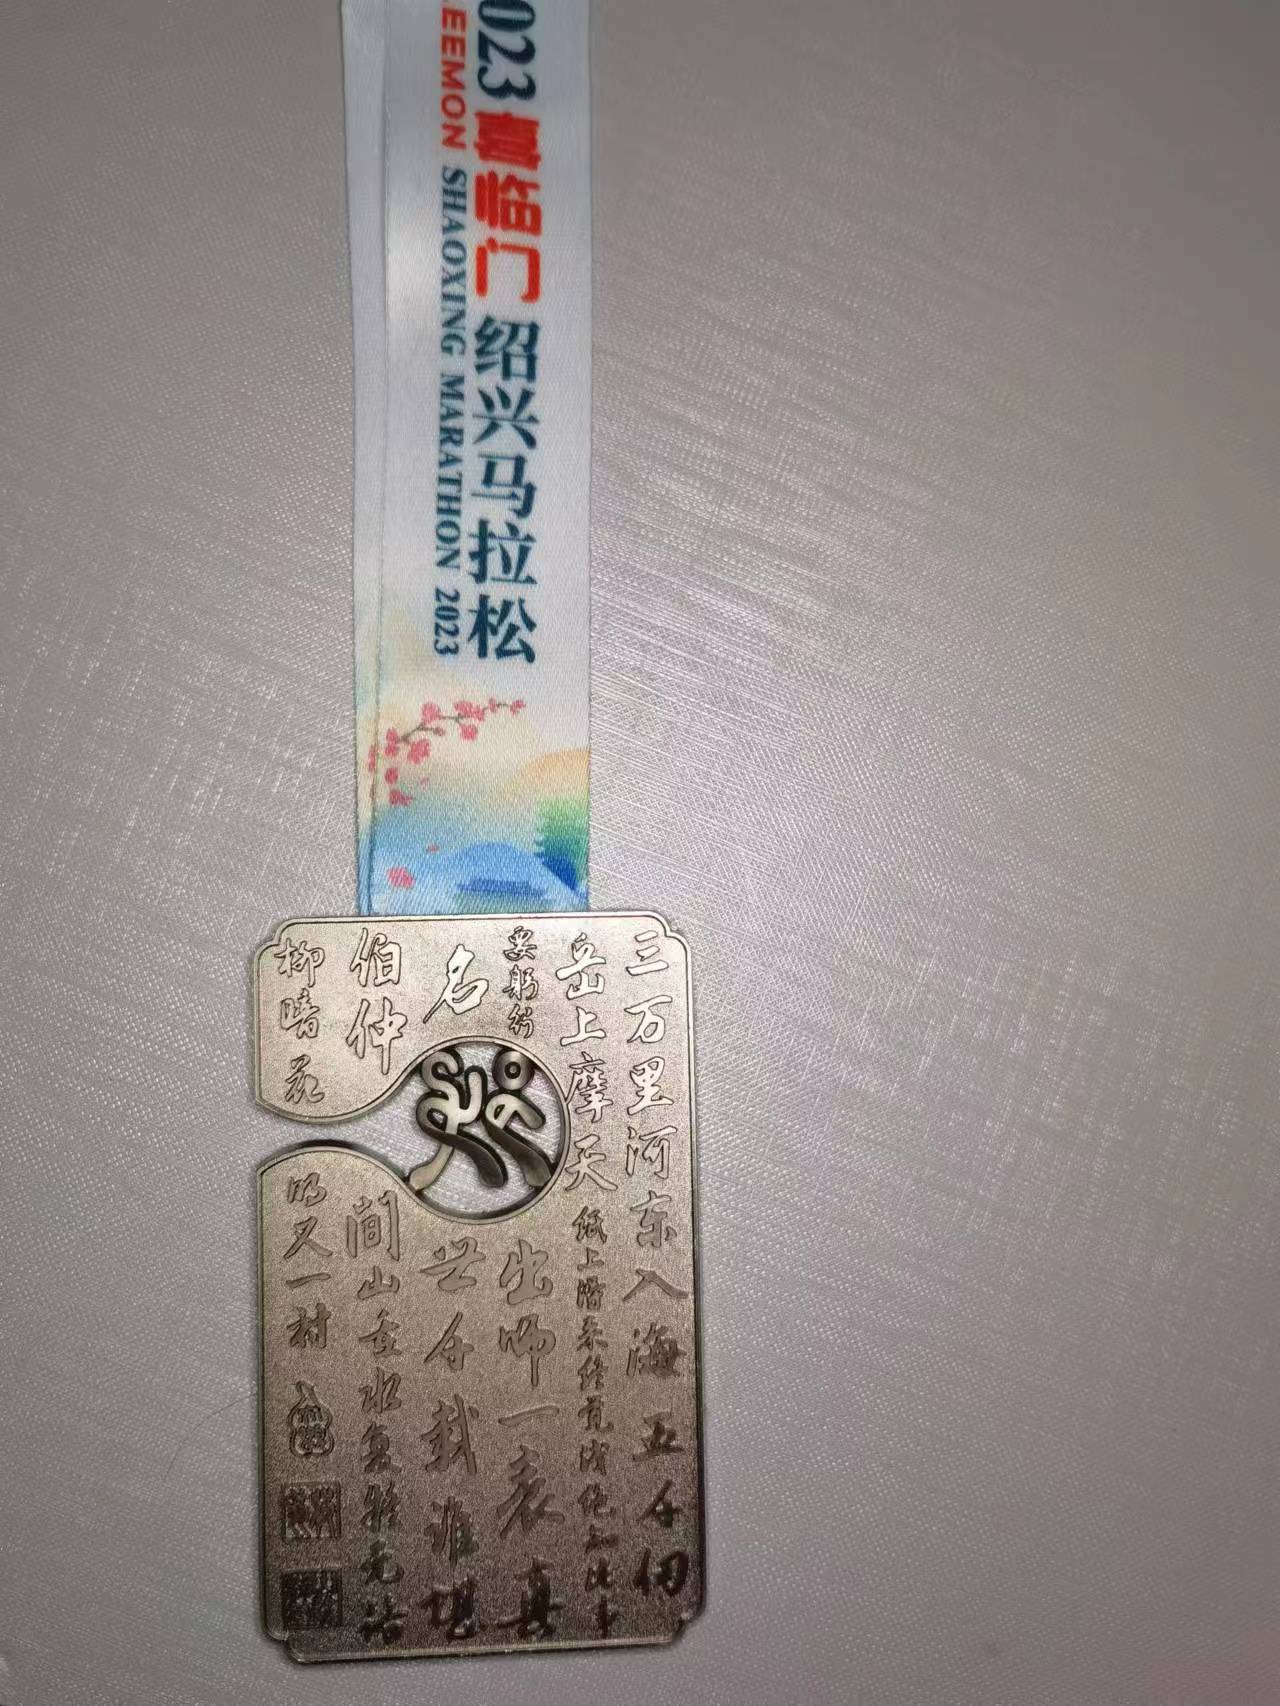 023 喜临门 绍兴马拉松
EEMON SHAOXING MARATHON 2023
三万里河东入海五千仞
岳上摩天纸上得来终觉浅绝知此事
要躬行出师一表真
名世千载谁堪
伯仲间山重水复疑无路
柳暗花明又一村